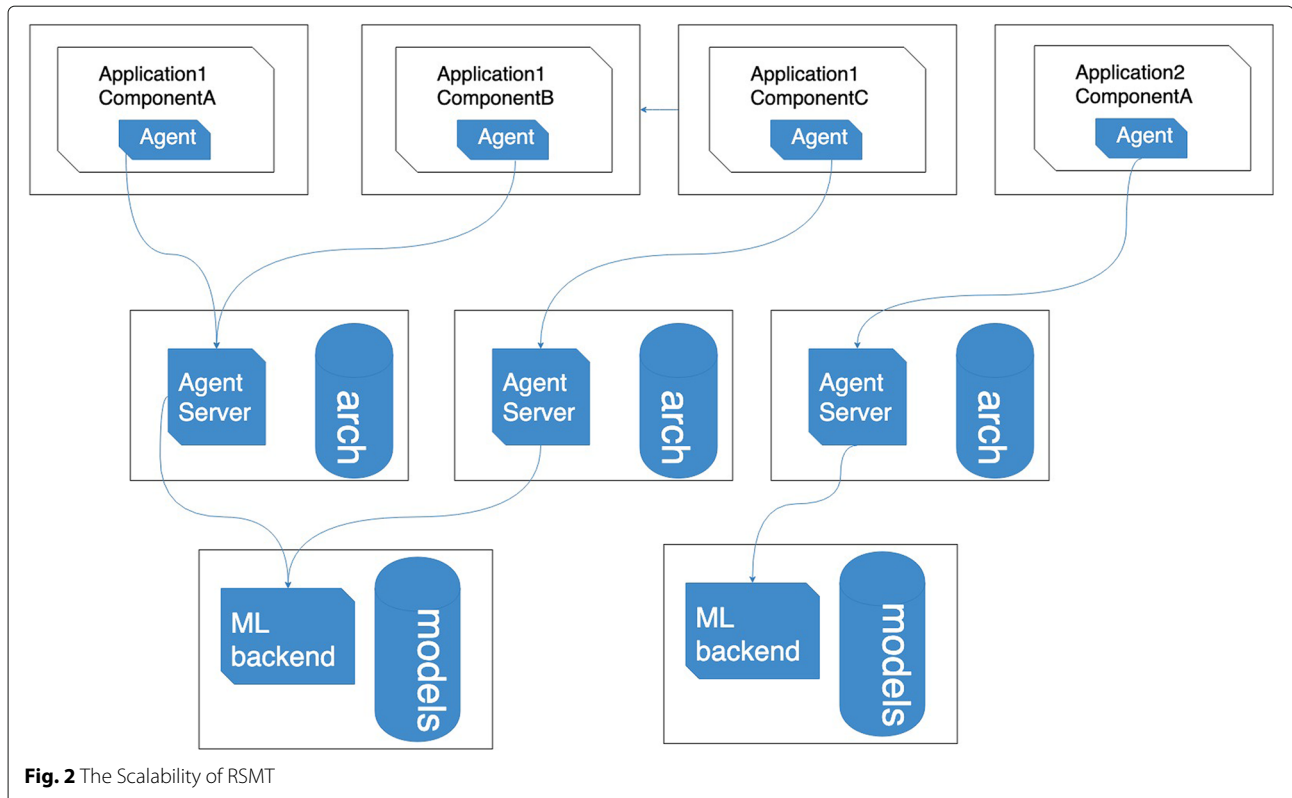 Application1
ComponentA
Agent
Application1
ComponentB
Agent
Application1
ComponentC
Agent
Application2
ComponentA
Agent
Agent
Server
arch
Agent
Server
arch
Agent
Server
arch
ML
backend
models
ML
backend
models
Fig. 2 The Scalability of RSMT